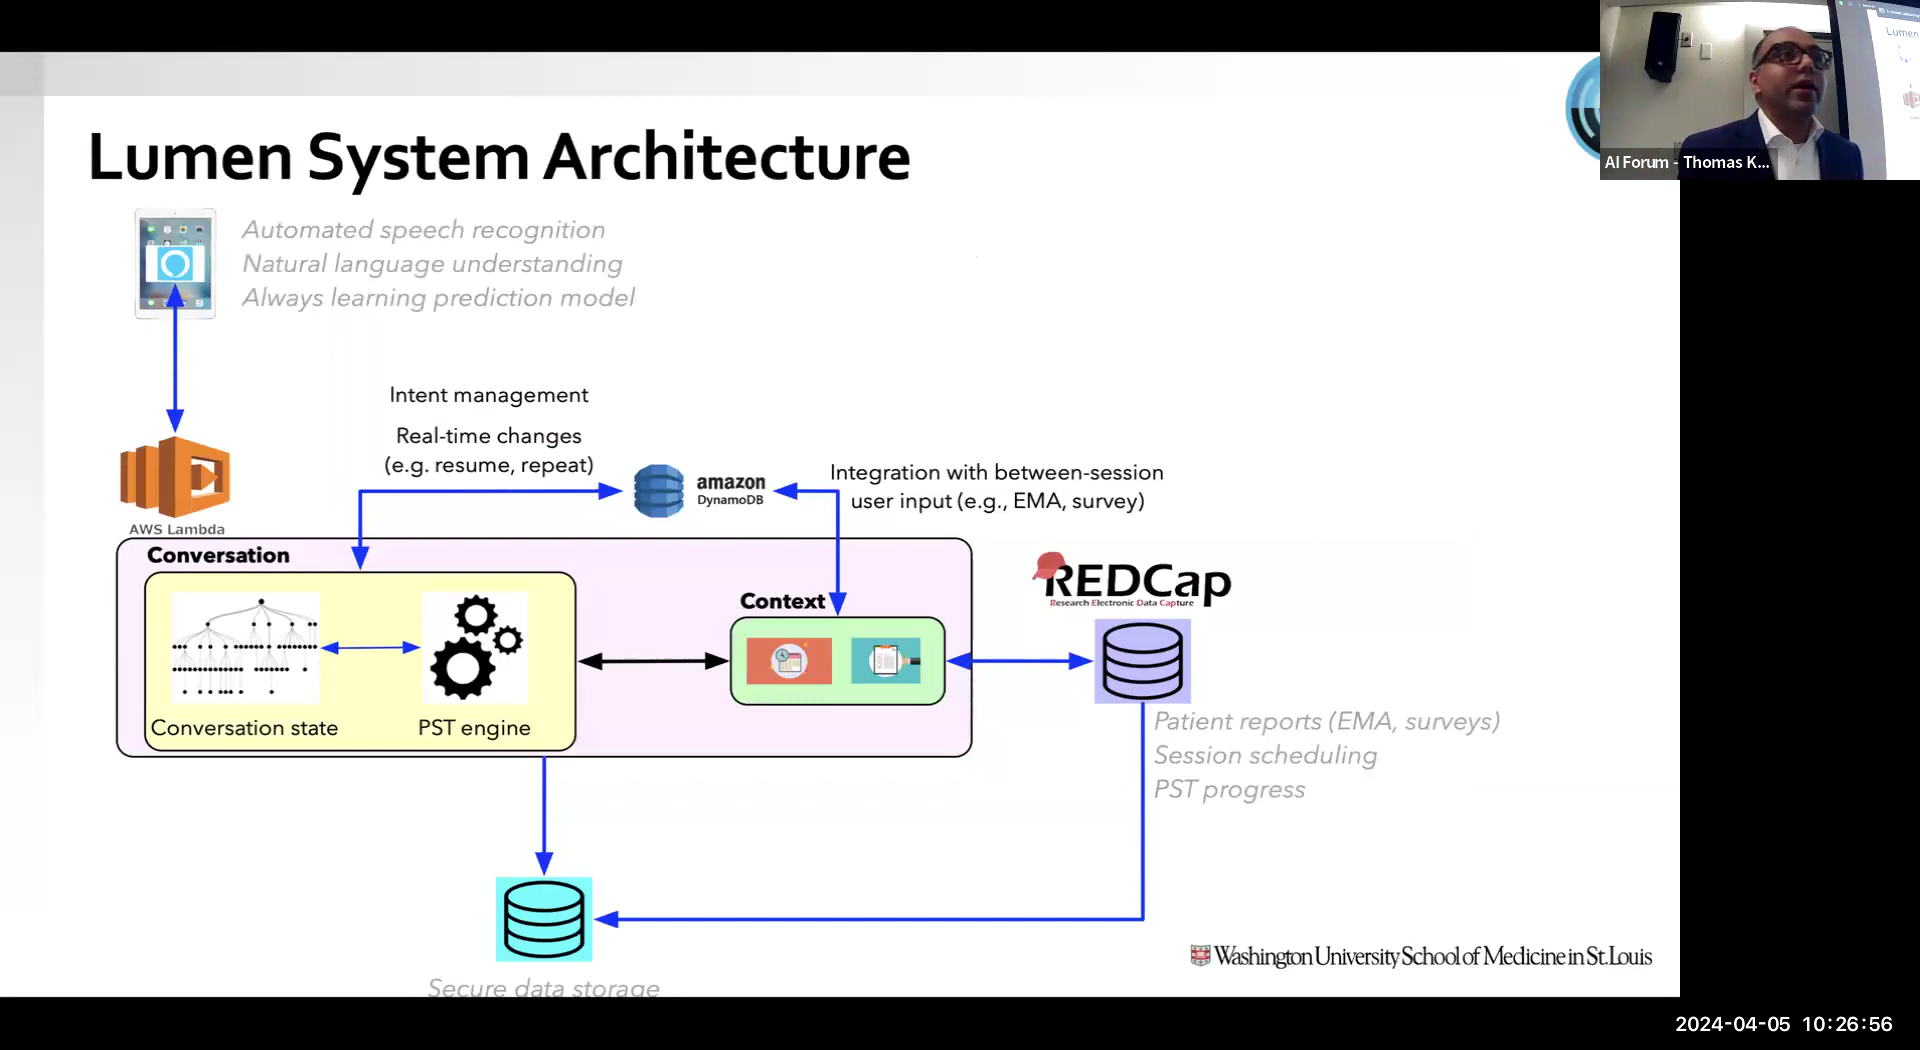 Lumen System Architecture
Automated speech recognition
Natural language understanding
Always learning prediction model
Intent management
Real-time changes
(e.g. resume, repeat)
amazon
DynamoDB
Integration with between-session
user input (e.g., EMA, survey)
AWS Lambda
Conversation
Context
REDCap
Research Electronic Data Capture
Conversation state
PST engine
Patient reports (EMA, surveys)
Session scheduling
PST progress
Secure data storage
Washington University School of Medicine in St. Louis
AI Forum - Thomas K...
Lumen
2024-04-05 10:26:56